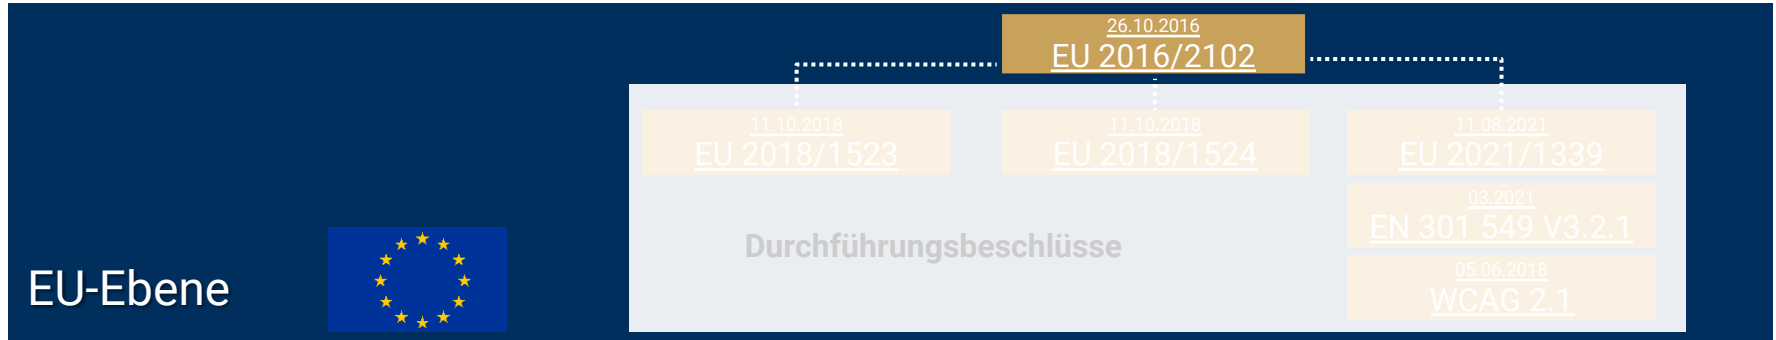 26.10.2016
EU 2016/2102
11.10.2018
EU 2018/1523
11.10.2018
EU 2018/1524
11.08.2021
EU 2021/1339
03.2021
EN 301 549 V3.2.1
05.06.2018
WCAG 2.1
Durchführungsbeschlüsse
EU-Ebene